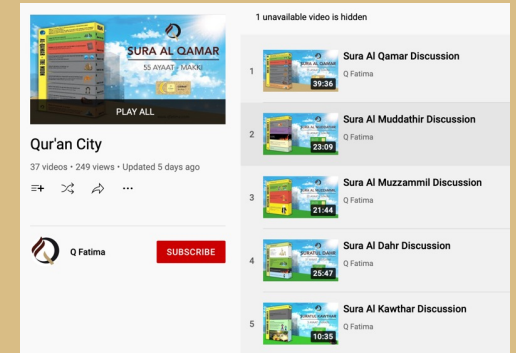 SURA AL QAMAR
55 AYAAT - MAKKI
PLAY ALL
Qur'an City
37 videos • 249 views • Updated 5 days ago
Q Fatima
SUBSCRIBE
1 unavailable video is hidden
1
39:36
Sura Al Qamar Discussion
Q Fatima
2
23:09
Sura Al Muddathir Discussion
Q Fatima
3
21:44
Sura Al Muzzammil Discussion
Q Fatima
4
25:47
Sura Al Dahr Discussion
Q Fatima
5
10:35
Sura Al Kawthar Discussion
Q Fatima